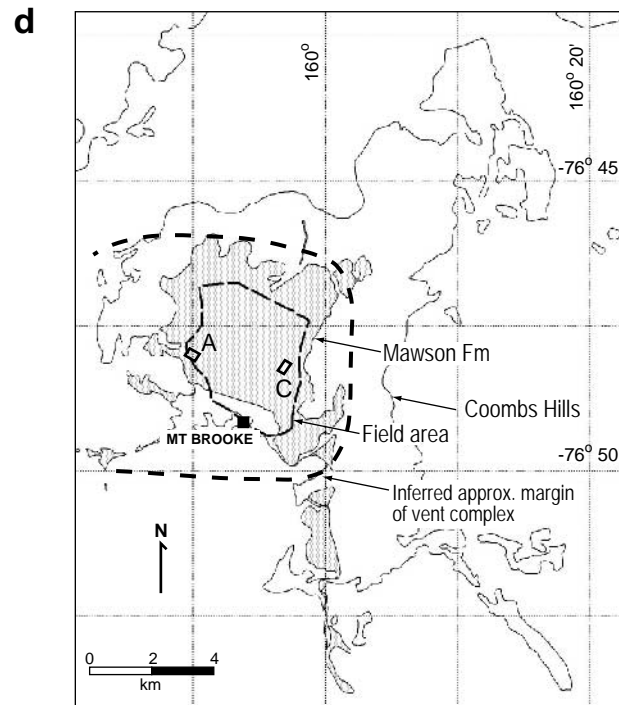 d
160°
160° 20'
-76° 45
A
C
Mawson Fm
Coombs Hills
MT BROOKE
Field area
-76° 50
Inferred approx. margin
of vent complex
N
0 2 4
km